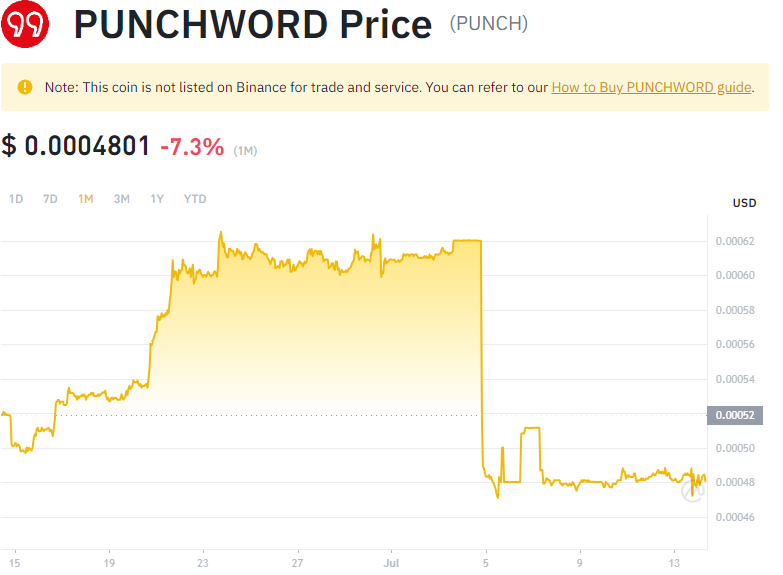 PUNCHWORD Price (PUNCH)
Note: This coin is not listed on Binance for trade and service. You can refer to our How to Buy PUNCHWORD guide.
$ 0.0004801 -7.3% (1M)
1D 7D 1M 3M 1Y YTD
USD
0.00062
0.00060
0.00058
0.00056
0.00054
0.00052
0.00050
0.00048
0.00046
15 19 23 27 Jul 5 9 13